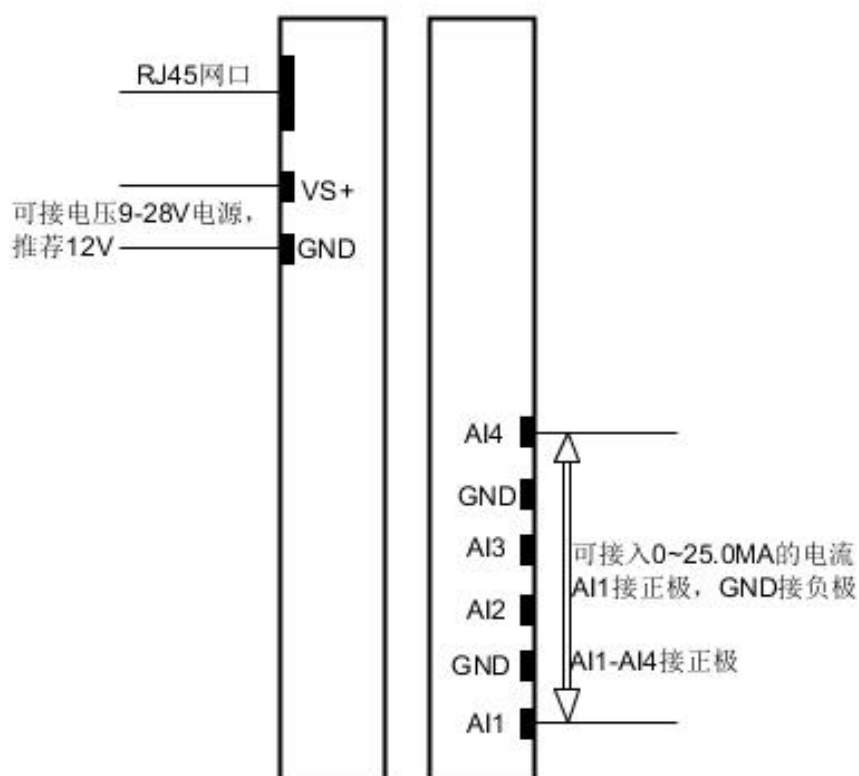 RJ45网口
VS+
可接电压9-28V电源，
推荐12V
GND
AI4
GND
AI3
可接入0~25.0MA的电流
AI1接正极，GND接负极
AI2
GND
AI1-AI4接正极
AI1